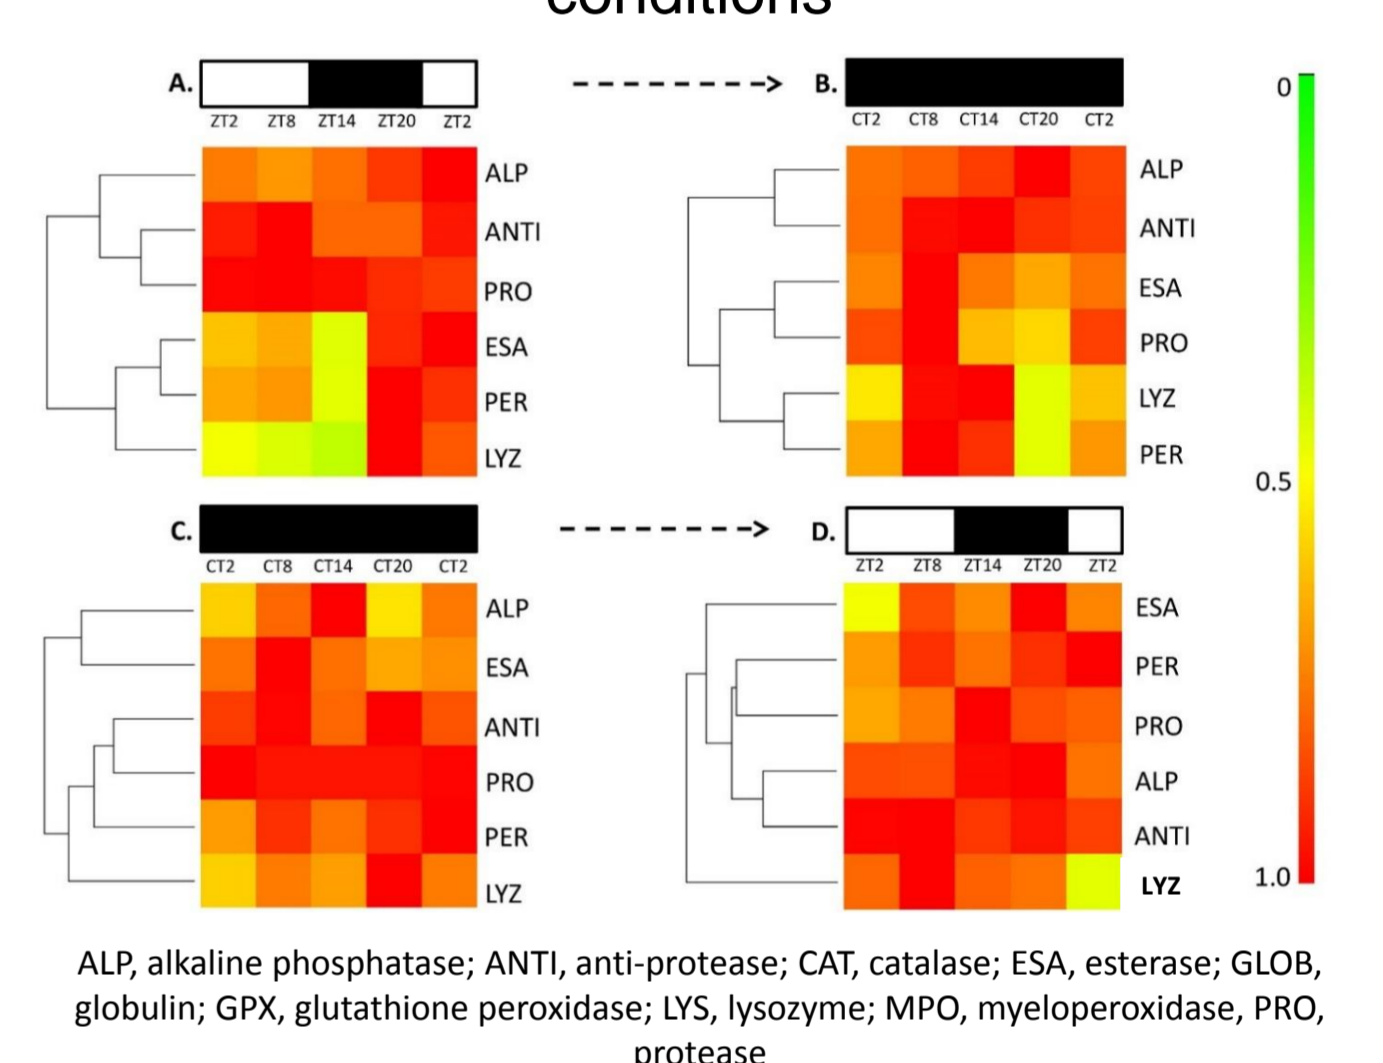 conditions
A.
ZT2 ZT8 ZT14 ZT20 ZT2
ALP
ANTI
PRO
ESA
PER
LYZ
B.
CT2 CT8 CT14 CT20 CT2
ALP
ANTI
ESA
PRO
LYZ
PER
0
0.5
1.0
C.
CT2 CT8 CT14 CT20 CT2
ALP
ESA
ANTI
PRO
PER
LYZ
D.
ZT2 ZT8 ZT14 ZT20 ZT2
ESA
PER
PRO
ALP
ANTI
LYZ
ALP, alkaline phosphatase; ANTI, anti-protease; CAT, catalase; ESA, esterase; GLOB,
globulin; GPX, glutathione peroxidase; LYS, lysozyme; MPO, myeloperoxidase, PRO,
protease